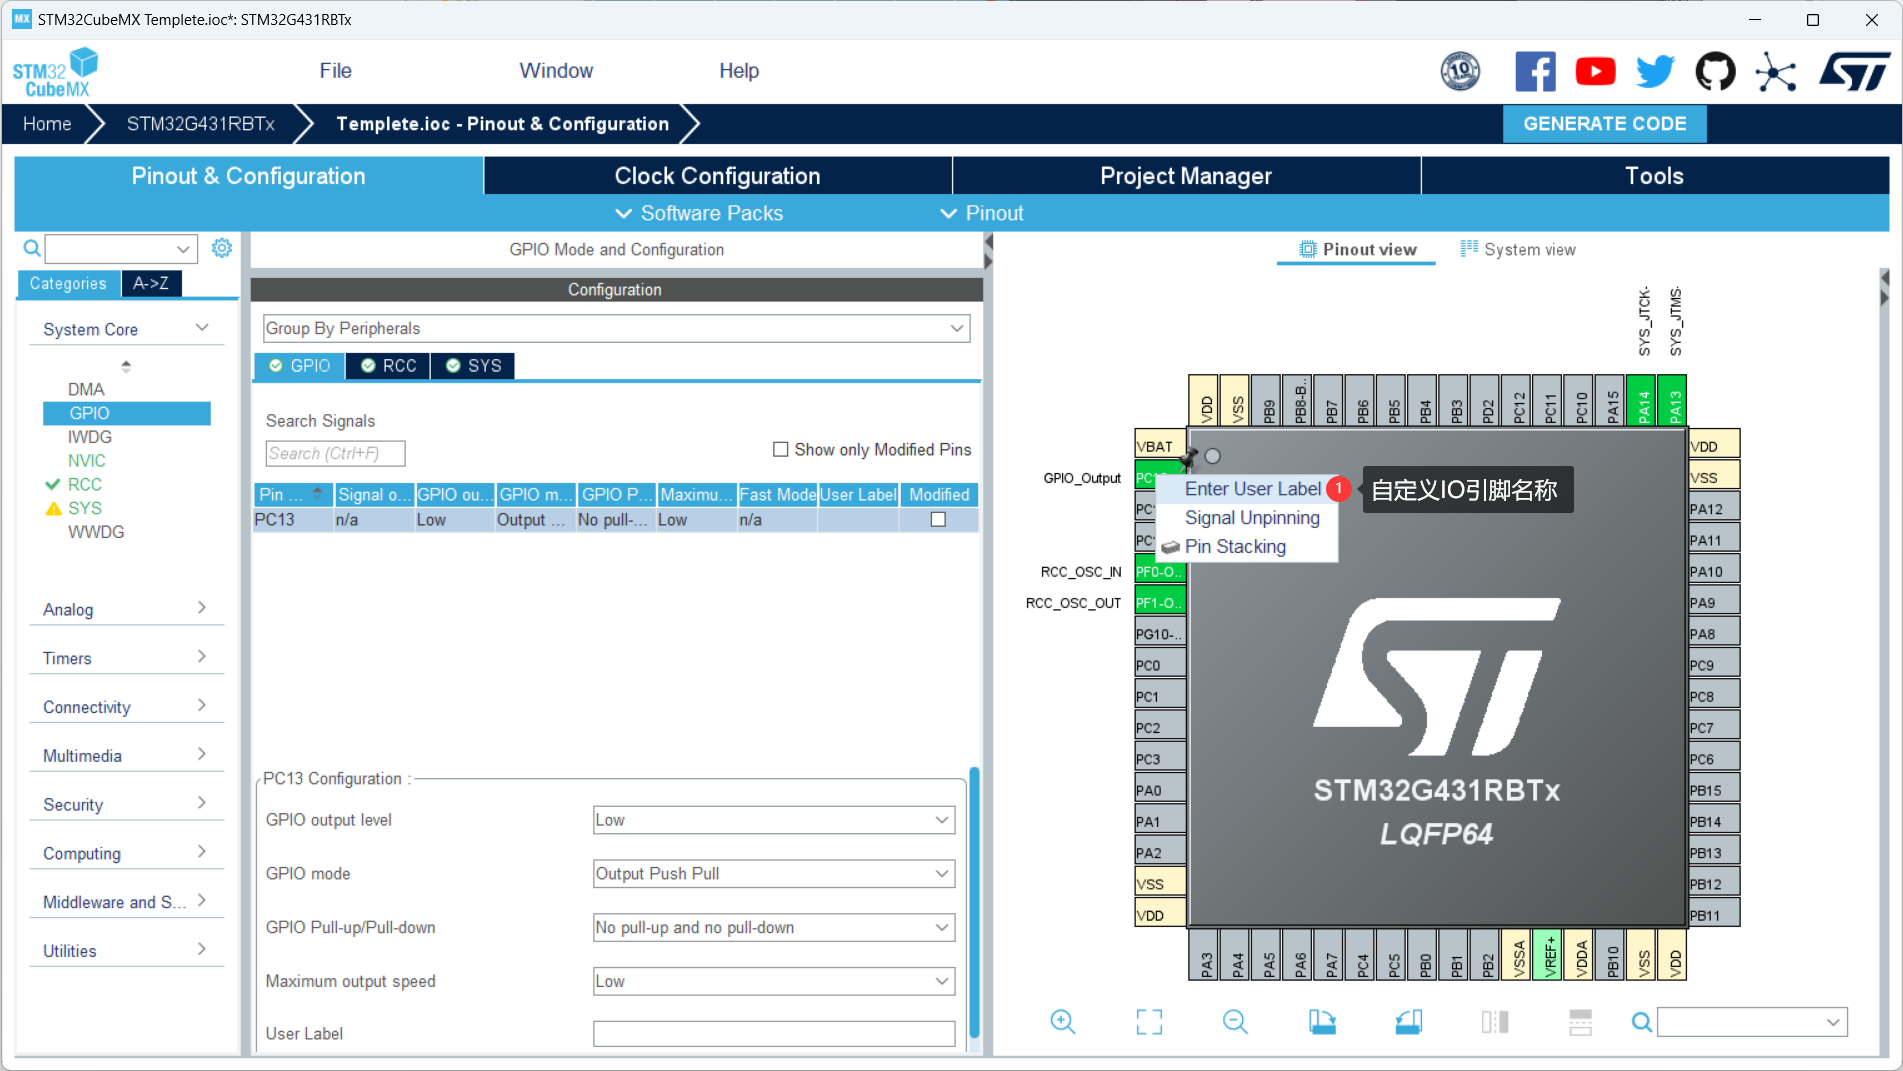 MX STM32CubeMX Templete.ioc*: STM32G431RBTx
STM32 CubeMX
File
Window
Help
10
Home
STM32G431RBTx
Templete.ioc - Pinout & Configuration
GENERATE CODE
Pinout & Configuration
Clock Configuration
Project Manager
Tools
Software Packs
Pinout
Categories
A->Z
System Core
DMA
GPIO
IWDG
NVIC
RCC
SYS
WWDG
Analog
Timers
Connectivity
Multimedia
Security
Computing
Middleware and S...
Utilities
GPIO Mode and Configuration
Configuration
Group By Peripherals
GPIO
RCC
SYS
Search Signals
Search (Ctrl+F)
Show only Modified Pins
Pin ... Signal o... GPIO ou... GPIO m... GPIO P... Maximu... Fast Mode User Label Modified
PC13 n/a Low Output ... No pull-... Low n/a
PC13 Configuration :
GPIO output level Low
GPIO mode Output Push Pull
GPIO Pull-up/Pull-down No pull-up and no pull-down
Maximum output speed Low
User Label
Pinout view
System view
SYS_JTCK-
SYS_JTMS-
VDD
VSS
PB9
PB8-B..
PB7
PB6
PB5
PB4
PB3
PD2
PC12
PC11
PC10
PA15
PA14
PA13
GPIO_Output
RCC_OSC_IN
RCC_OSC_OUT
VBAT
PF0-O..
PF1-O..
PG10-..
PC0
PC1
PC2
PC3
PA0
PA1
PA2
VSS
VDD
Enter User Label
1
自定义IO引脚名称
Signal Unpinning
Pin Stacking
ST
STM32G431RBTx
LQFP64
VDD
VSS
PA12
PA11
PA10
PA9
PA8
PC9
PC8
PC7
PC6
PB15
PB14
PB13
PB12
PB11
PA3
PA4
PA5
PA6
PA7
PC4
PC5
PB0
PB1
PB2
VSSA
VREF+
VDDA
PB10
VSS
VDD